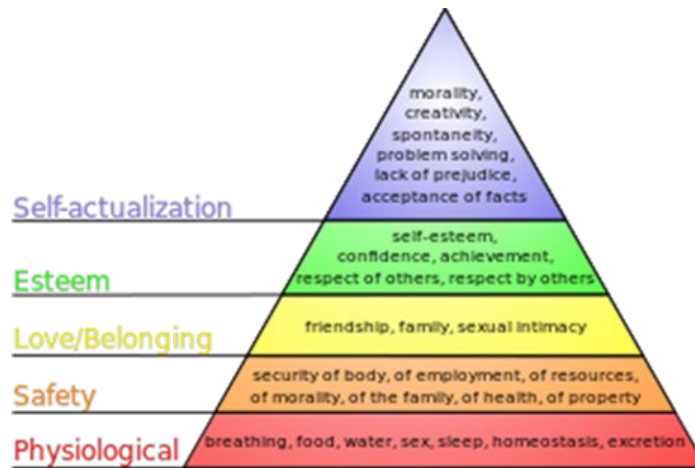 morality,
creativity,
spontaneity,
problem solving,
lack of prejudice,
acceptance of facts
Self-actualization
self-esteem,
confidence, achievement,
respect of others, respect by others
Esteem
friendship, family, sexual intimacy
Love/Belonging
security of body, of employment, of resources,
of morality, of the family, of health, of property
Safety
breathing, food, water, sex, sleep, homeostasis, excretion
Physiological